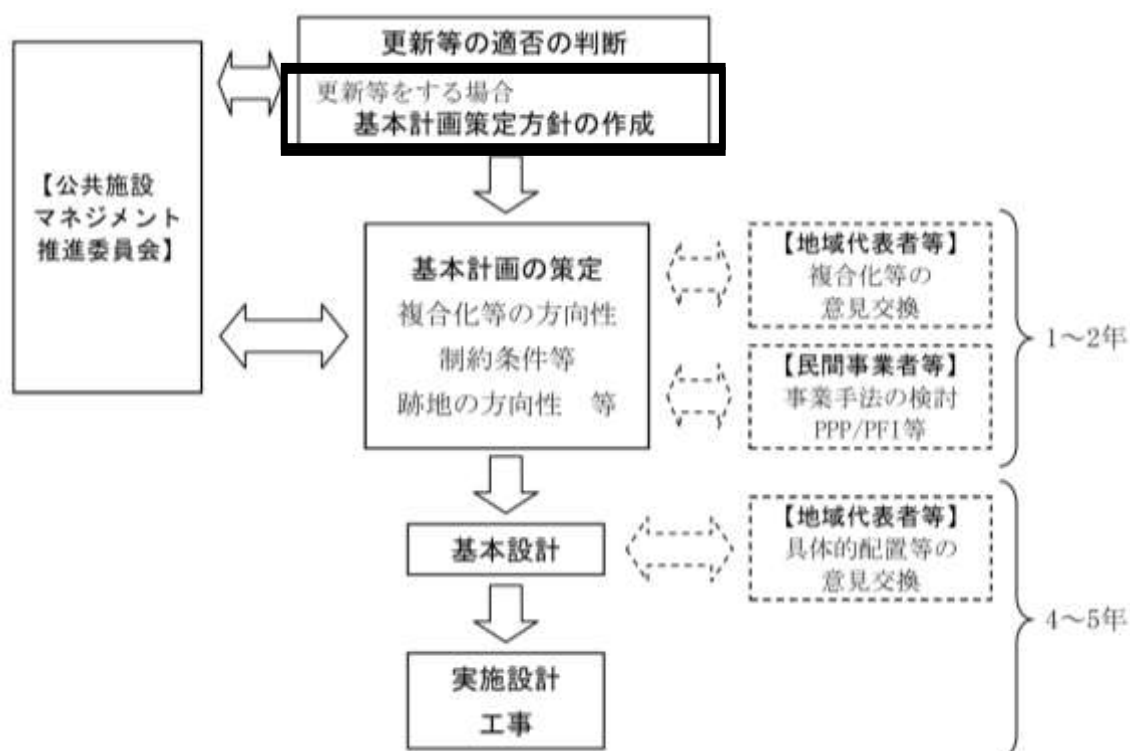 更新等の適否の判断
更新等をする場合
基本計画策定方針の作成
【公共施設
マネジメント
推進委員会】
基本計画の策定
複合化等の方向性
制約条件等
跡地の方向性　等
【地域代表者等】
複合化等の
意見交換
【民間事業者等】
事業手法の検討
PPP/PFI等
1～2年
基本設計
【地域代表者等】
具体的配置等の
意見交換
4～5年
実施設計
工事